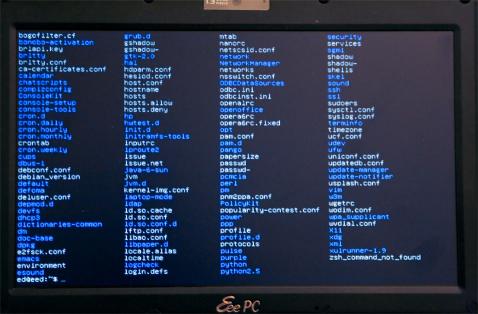 1.3
bogofilter.cf grub.d mtab security
bonobo-activation gshadow nanorc services
brlapi.key gshadow- netscsid.conf sgml
brltty gtk-2.0 network shadow
brltty.conf hal NetworkManager shadow-
ca-certificates.conf hdparm.conf networks shells
calendar hesiod.conf nsswitch.conf skel
chatscripts host.conf ODBCDataSources sound
compizconfig hostname odbc.ini ssh
ConsoleKit hosts odbcinst.ini ssl
console-setup hosts.allow openalrc sudoers
console-tools hosts.deny openoffice sysctl.conf
cron.d hp opera6rc syslog.conf
cron.daily hwtest.d opera6rc.fixed terminfo
cron.hourly init.d opt timezone
cron.monthly initramfs-tools pam.conf ucf.conf
crontab inputrc pam.d udev
cron.weekly iproute2 pango ufw
cups issue papersize uniconf.conf
dbus-1 issue.net passwd updatedb.conf
debconf.conf java-6-sun passwd- update-manager
debian_version jvm pcmcia update-notifier
default jvm.d perl usplash.conf
defoma kernel-img.conf pm vim
deluser.conf laptop-mode pnm2ppa.conf w3m
depmod.d ldap PolicyKit wgetrc
devfs ld.so.cache popularity-contest.conf wodim.conf
dhcp3 ld.so.conf power wpa_supplicant
dictionaries-common ld.so.conf.d ppp wvdial.conf
dm lftp.conf profile X11
doc-base libao.conf profile.d xdg
dpkg libpaper.d protocols xml
e2fsck.conf locale.alias pulse xulrunner-1.9
emacs localtime purple zsh_command_not_found
environment logcheck python
esound login.defs python2.5
ed@eed:~$ _
Eee PC